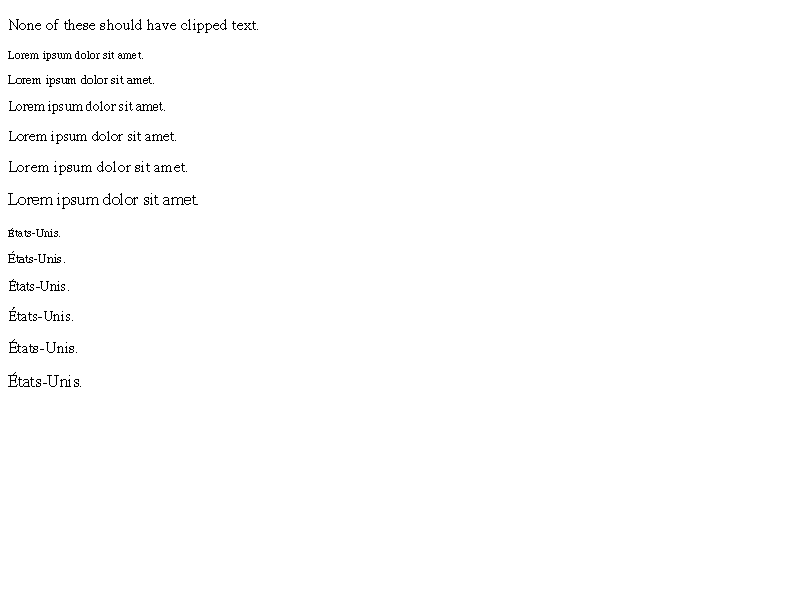 None of these should have clipped text.
Lorem ipsum dolor sit amet.
Lorem ipsum dolor sit amet.
Lorem ipsum dolor sit amet.
Lorem ipsum dolor sit amet.
Lorem ipsum dolor sit amet.
Lorem ipsum dolor sit amet.
États-Unis.
États-Unis.
États-Unis.
États-Unis.
États-Unis.
États-Unis.